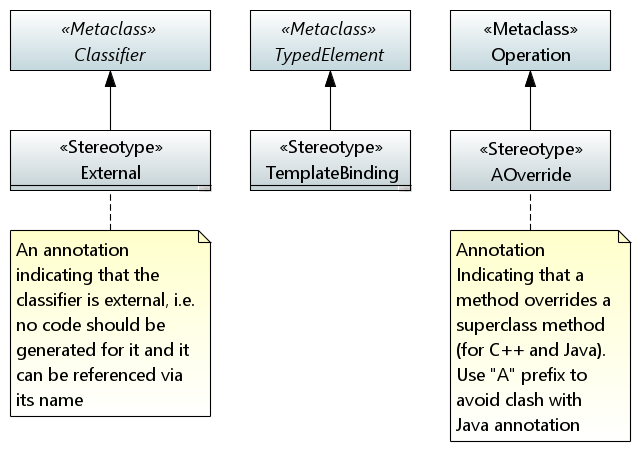 «Metaclass»
Classifier
«Metaclass»
TypedElement
«Metaclass»
Operation
«Stereotype»
External
«Stereotype»
TemplateBinding
«Stereotype»
AOverride
An annotation
indicating that the
classifier is external, i.e.
no code should be
generated for it and it
can be referenced via
its name
Annotation
Indicating that a
method overrides a
superclass method
(for C++ and Java).
Use "A" prefix to
avoid clash with
Java annotation